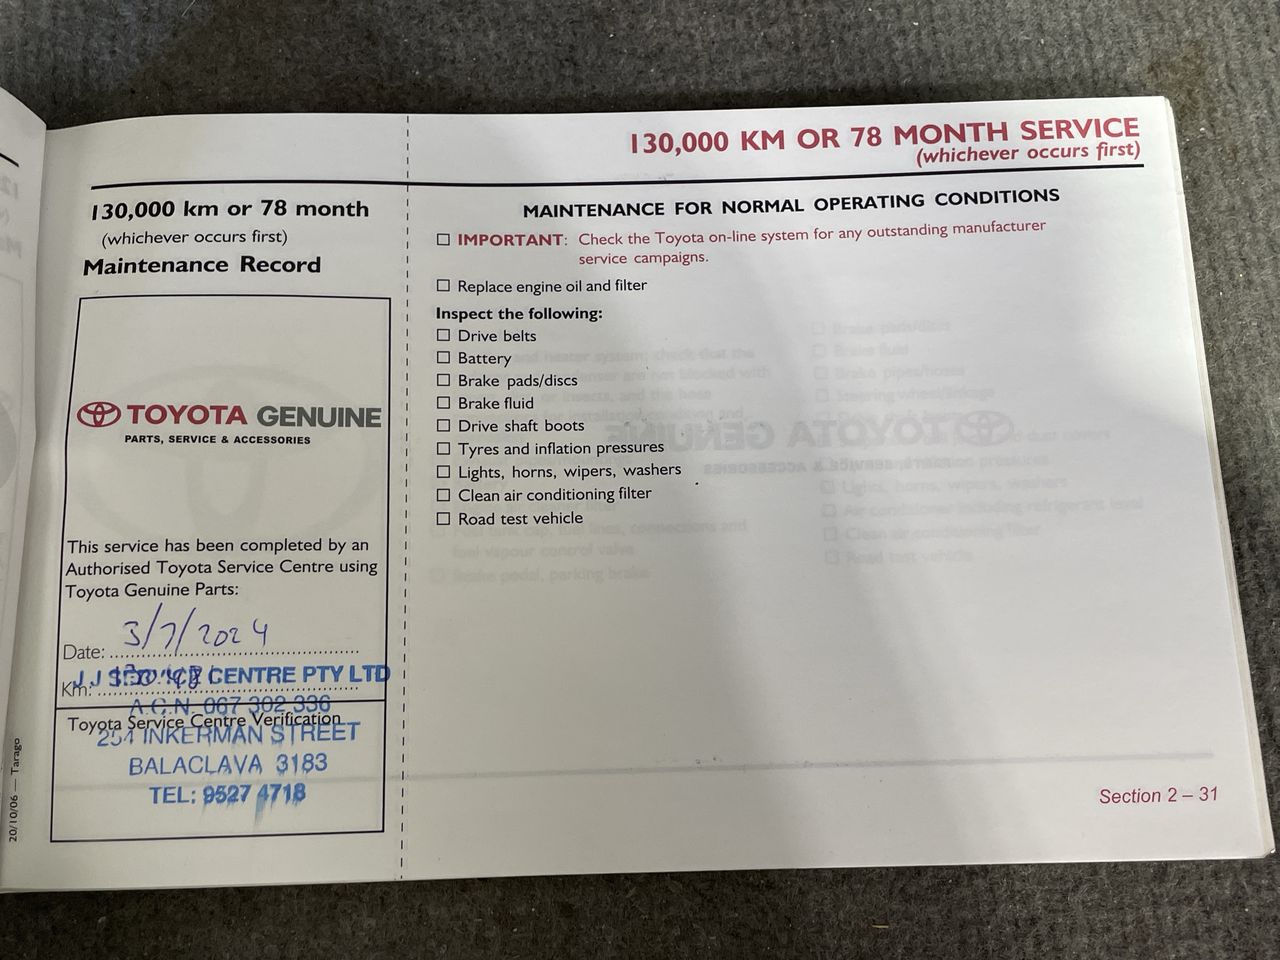 130,000 KM OR 78 MONTH SERVICE
(whichever occurs first)
130,000 km or 78 month
(whichever occurs first)
Maintenance Record
TOYOTA GENUINE
PARTS, SERVICE & ACCESSORIES
This service has been completed by an
Authorised Toyota Service Centre using
Toyota Genuine Parts:
Date: 3/7/2024
Km:
J.J SERVICE CENTRE PTY LTD
A.C.N. 067 302 336
Toyota Service Centre Verification
254 INKERMAN STREET
BALACLAVA 3183
TEL: 9527 4718
20/10/06 — Tarago
MAINTENANCE FOR NORMAL OPERATING CONDITIONS
IMPORTANT: Check the Toyota on-line system for any outstanding manufacturer
service campaigns.
Replace engine oil and filter
Inspect the following:
Drive belts
Battery
Brake pads/discs
Brake fluid
Drive shaft boots
Tyres and inflation pressures
Lights, horns, wipers, washers
Clean air conditioning filter
Road test vehicle
Section 2 – 31